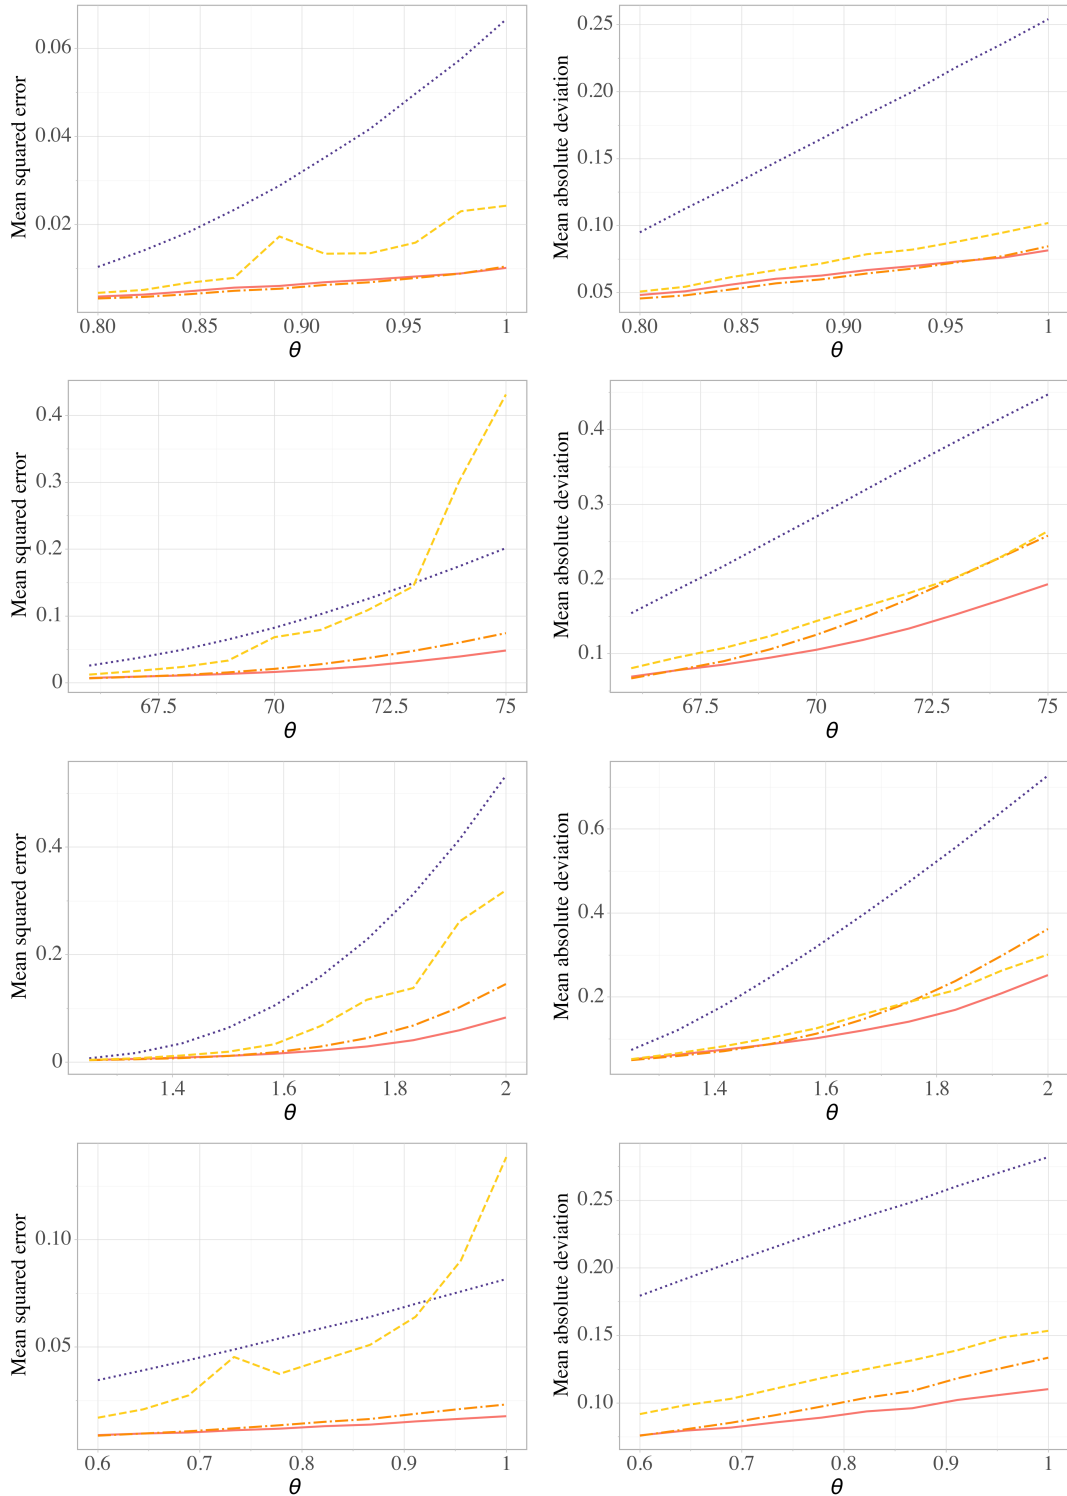 Mean squared error
0.06
0.04
0.02
0.80 0.85 0.90 0.95 1
θ
Mean absolute deviation
0.25
0.20
0.15
0.10
0.05
0.80 0.85 0.90 0.95 1
θ
Mean squared error
0.4
0.3
0.2
0.1
0
67.5 70 72.5 75
θ
Mean absolute deviation
0.4
0.3
0.2
0.1
67.5 70 72.5 75
θ
Mean squared error
0.4
0.2
0
1.4 1.6 1.8 2
θ
Mean absolute deviation
0.6
0.4
0.2
1.4 1.6 1.8 2
θ
Mean squared error
0.10
0.05
0.6 0.7 0.8 0.9 1
θ
Mean absolute deviation
0.25
0.20
0.15
0.10
0.6 0.7 0.8 0.9 1
θ